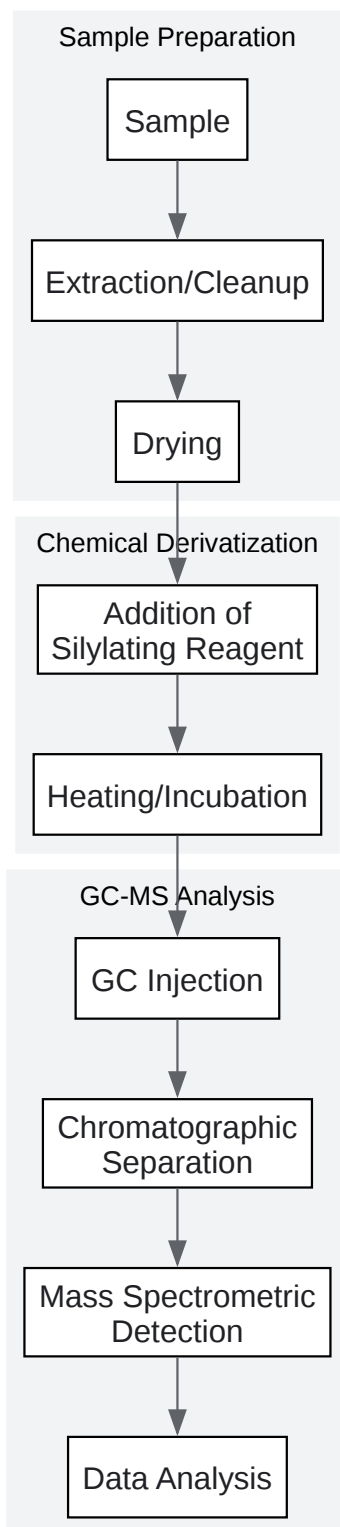 Sample Preparation
Sample
Extraction/Cleanup
Drying
Chemical Derivatization
Addition of
Silylating Reagent
Heating/Incubation
GC-MS Analysis
GC Injection
Chromatographic
Separation
Mass Spectrometric
Detection
Data Analysis